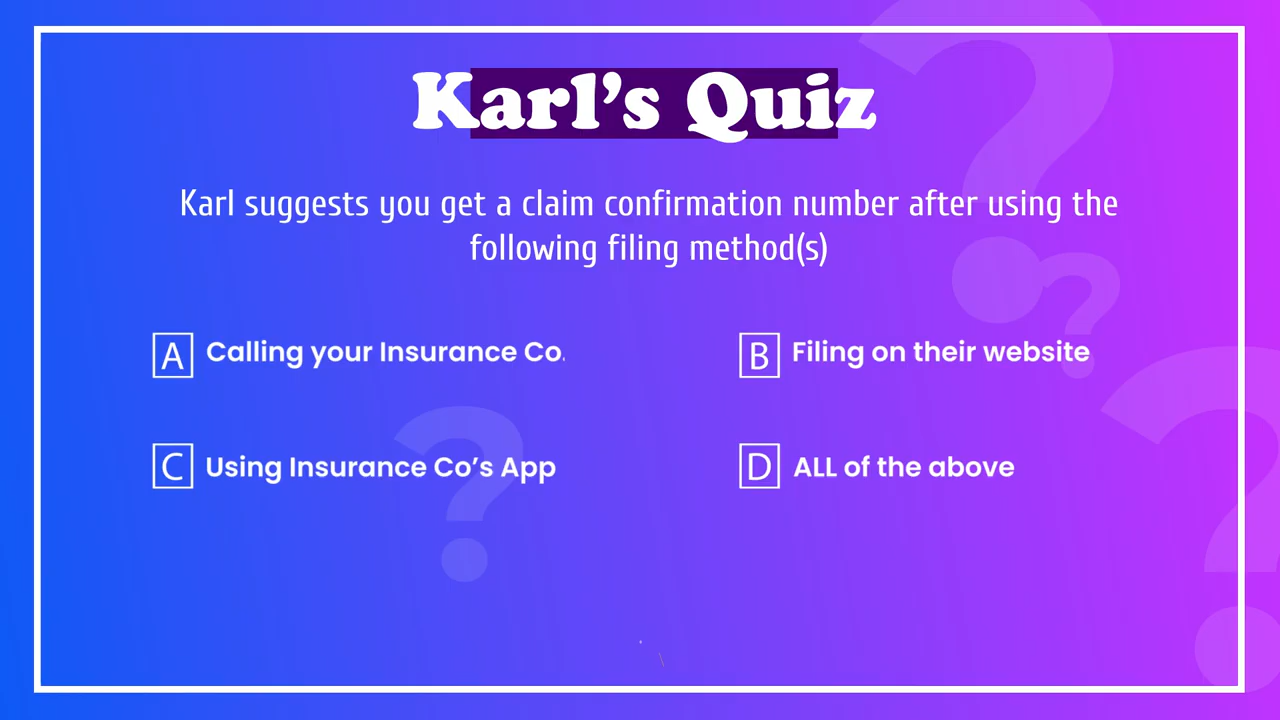 Karl's Quiz
Karl suggests you get a claim confirmation number after using the
following filing method(s)
A Calling your Insurance Co.
B Filing on their website
C Using Insurance Co's App
D ALL of the above